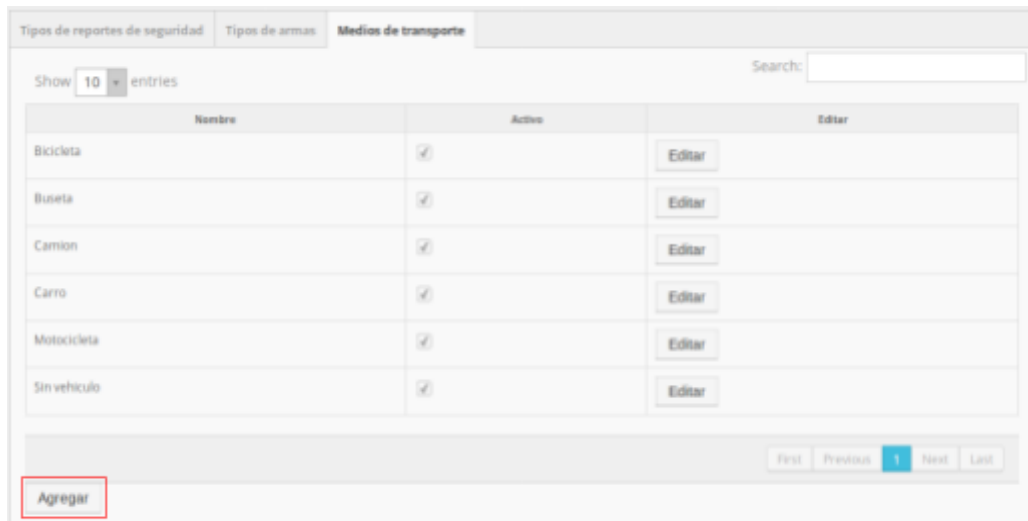 Tipos de reportes de seguridad Tipos de armas Medios de transporte
Search:
Show 10 entries
Nombre Activo Editar
Bicicleta Editar
Buseta Editar
Camion Editar
Carro Editar
Motocicleta Editar
Sin vehiculo Editar
First Previous 1 Next Last
Agregar